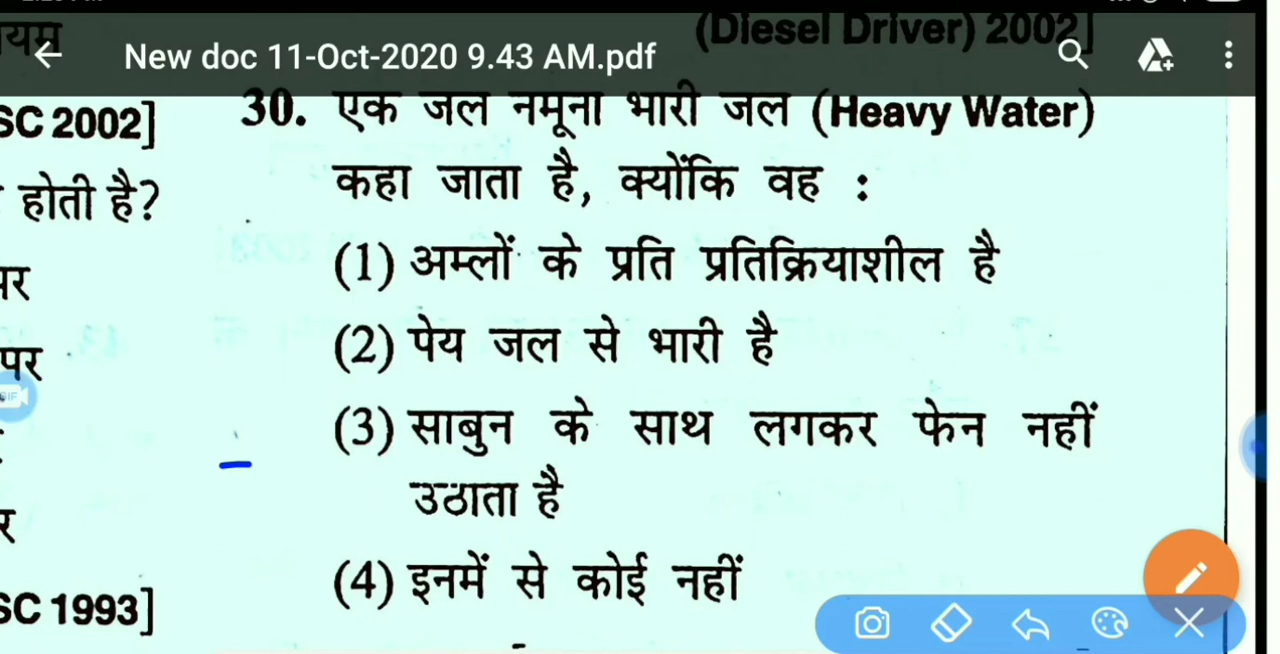 (Diesel Driver) 2002]
New doc 11-Oct-2020 9.43 AM.pdf
SC 2002]
होती है?
पर
SC 1993]
30. एक जल नमूना भारी जल (Heavy Water)
कहा जाता है, क्योंकि वह :
(1) अम्लों के प्रति प्रतिक्रियाशील है
(2) पेय जल से भारी है
(3) साबुन के साथ लगकर फेन नहीं
उठाता है
(4) इनमें से कोई नहीं
GIF